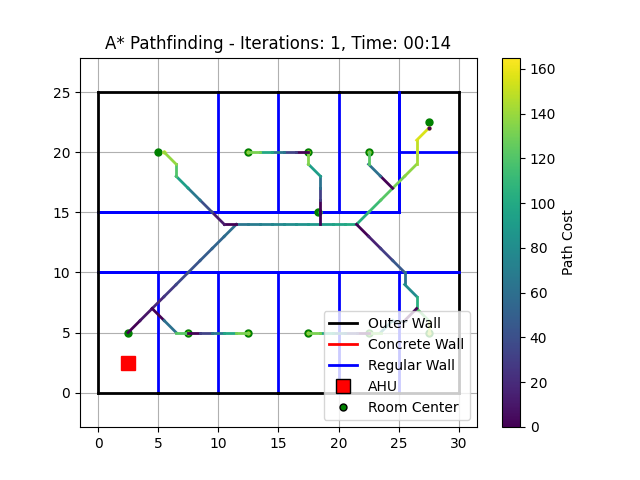 A* Pathfinding - Iterations: 1, Time: 00:14
25
20
15
10
5
0
0 5 10 15 20 25 30
Outer Wall
Concrete Wall
Regular Wall
AHU
Room Center
160
140
120
100
80
60
40
20
0
Path Cost